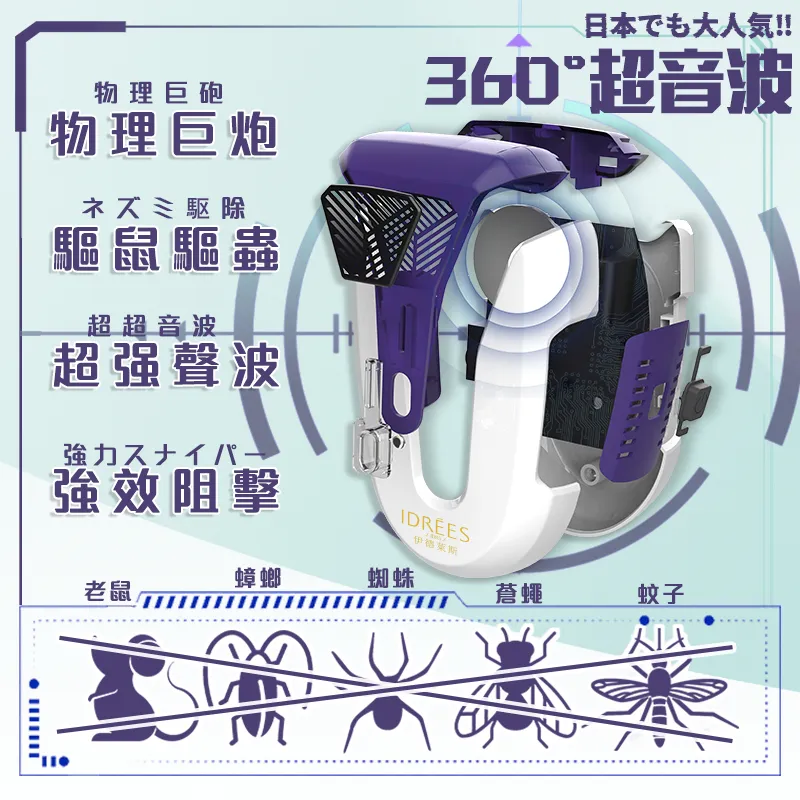 日本でも大人気!!
360°超音波
物理巨砲
物理巨炮
ネズミ駆除
驅鼠驅蟲
超超音波
超强聲波
強力スナイパー
強效阻擊
IDREES
伊德萊斯
老鼠
蟑螂
蜘蛛
蒼蠅
蚊子